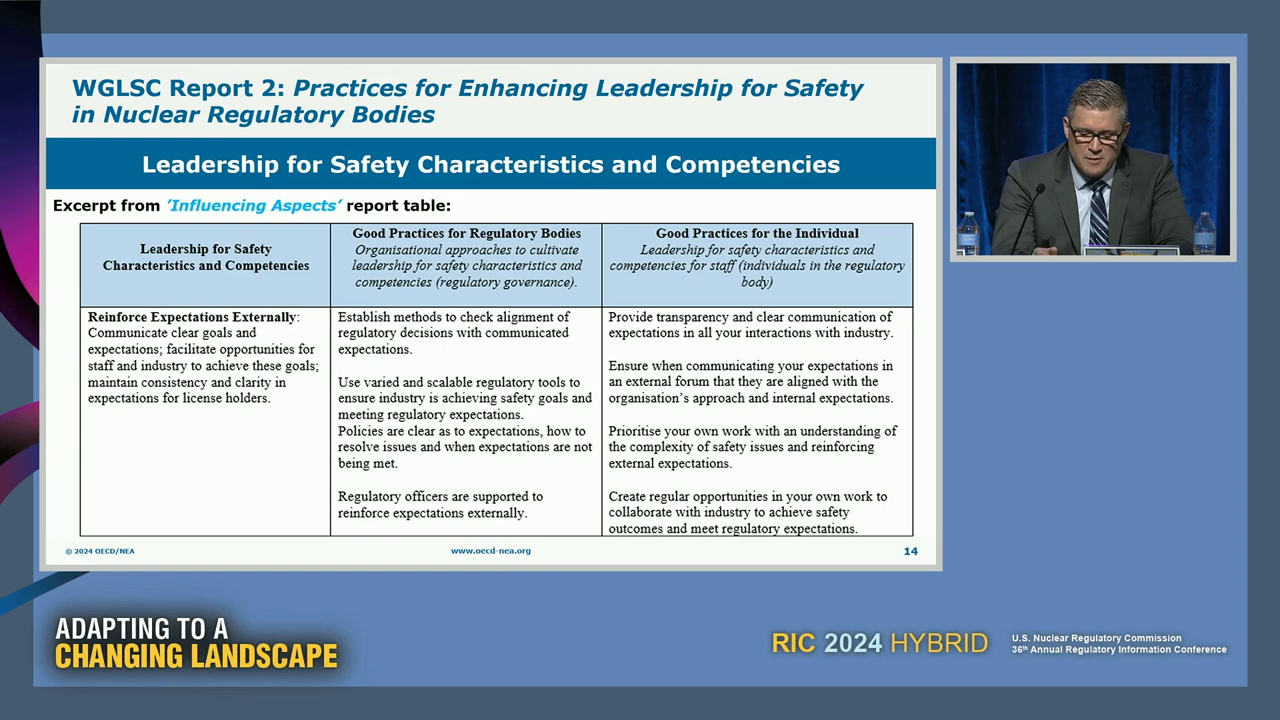 WGLSC Report 2: Practices for Enhancing Leadership for Safety
in Nuclear Regulatory Bodies
Leadership for Safety Characteristics and Competencies
Excerpt from ‘Influencing Aspects’ report table:
Leadership for Safety
Characteristics and Competencies
Good Practices for Regulatory Bodies
Organisational approaches to cultivate
leadership for safety characteristics and
competencies (regulatory governance).
Good Practices for the Individual
Leadership for safety characteristics and
competencies for staff (individuals in the regulatory
body)
Reinforce Expectations Externally:
Communicate clear goals and
expectations; facilitate opportunities for
staff and industry to achieve these goals;
maintain consistency and clarity in
expectations for license holders.
Establish methods to check alignment of
regulatory decisions with communicated
expectations.
Use varied and scalable regulatory tools to
ensure industry is achieving safety goals and
meeting regulatory expectations.
Policies are clear as to expectations, how to
resolve issues and when expectations are not
being met.
Regulatory officers are supported to
reinforce expectations externally.
Provide transparency and clear communication of
expectations in all your interactions with industry.
Ensure when communicating your expectations in
an external forum that they are aligned with the
organisation’s approach and internal expectations.
Prioritise your own work with an understanding of
the complexity of safety issues and reinforcing
external expectations.
Create regular opportunities in your own work to
collaborate with industry to achieve safety
outcomes and meet regulatory expectations.
© 2024 OECD/NEA
www.oecd-nea.org
14
ADAPTING TO A
CHANGING LANDSCAPE
RIC 2024 HYBRID
U.S. Nuclear Regulatory Commission
36th Annual Regulatory Information Conference